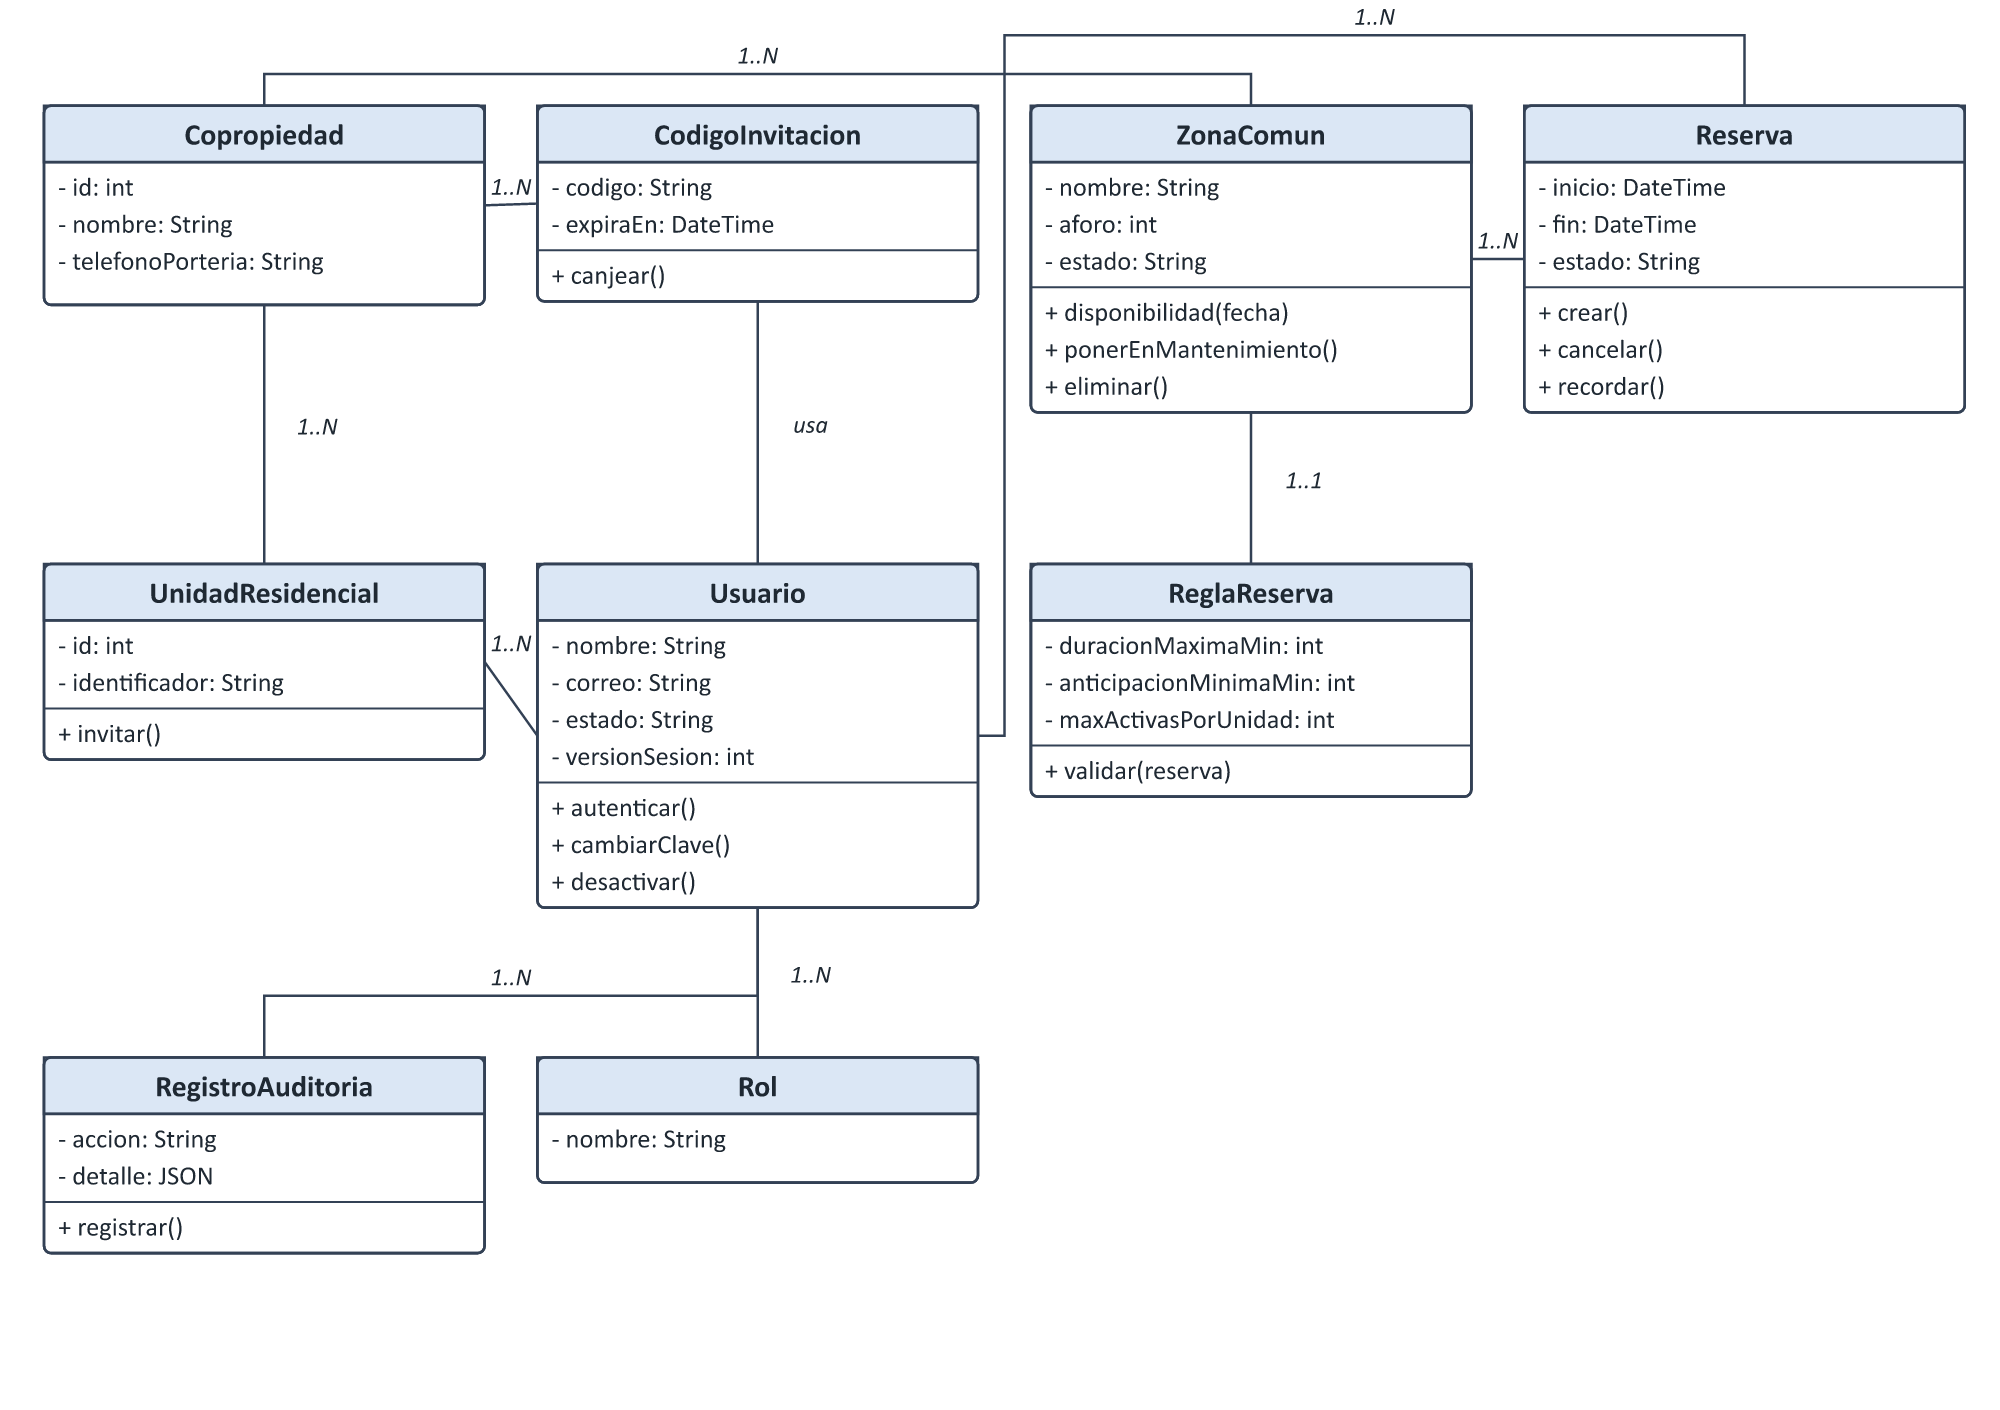 1..N
1..N
Copropiedad
- id: int
- nombre: String
- telefonoPorteria: String
1..N
CodigoInvitacion
- codigo: String
- expiraEn: DateTime
+ canjear()
ZonaComun
- nombre: String
- aforo: int
- estado: String
+ disponibilidad(fecha)
+ ponerEnMantenimiento()
+ eliminar()
1..N
Reserva
- inicio: DateTime
- fin: DateTime
- estado: String
+ crear()
+ cancelar()
+ recordar()
1..N
usa
1..1
UnidadResidencial
- id: int
- identificador: String
+ invitar()
1..N
Usuario
- nombre: String
- correo: String
- estado: String
- versionSesion: int
+ autenticar()
+ cambiarClave()
+ desactivar()
ReglaReserva
- duracionMaximaMin: int
- anticipacionMinimaMin: int
- maxActivasPorUnidad: int
+ validar(reserva)
1..N
1..N
RegistroAuditoria
- accion: String
- detalle: JSON
+ registrar()
Rol
- nombre: String